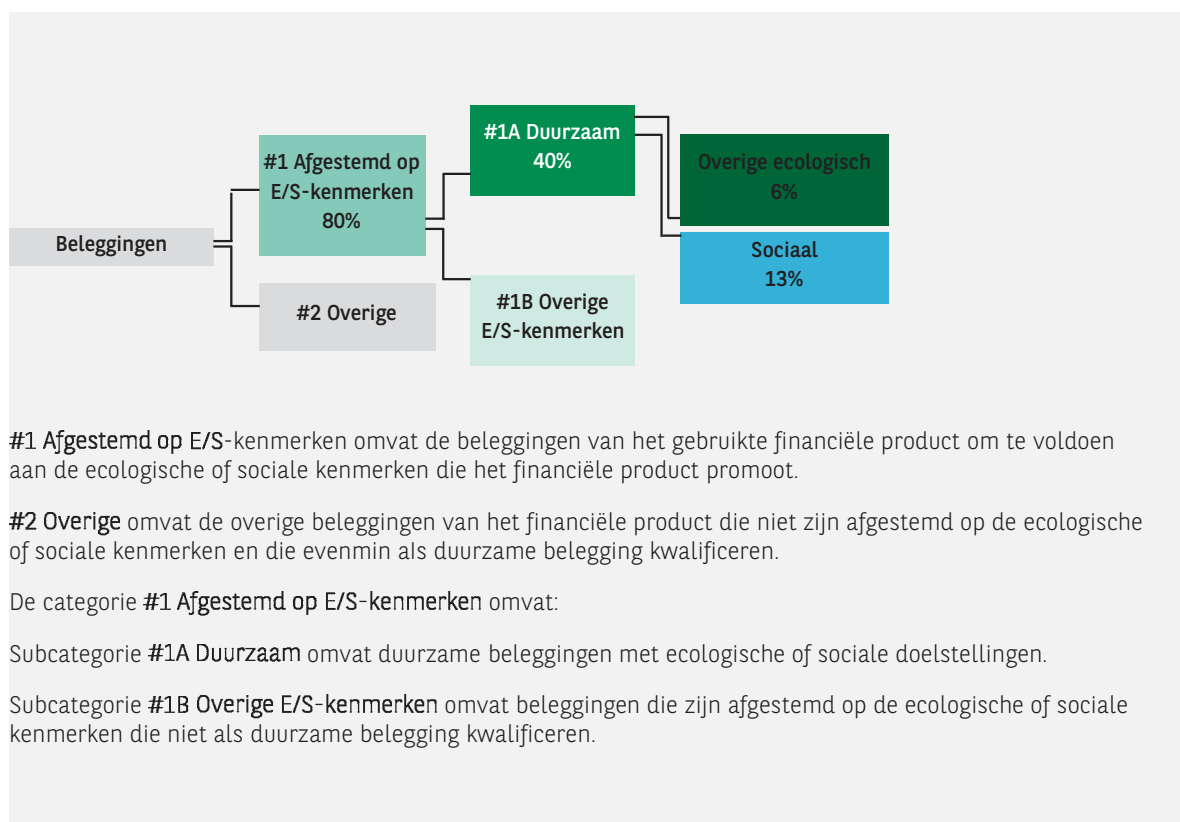 #1A Duurzaam
40%
#1 Afgestemd op
E/S-kenmerken
80%
Overige ecologisch
6%
Beleggingen
Sociaal
13%
#2 Overige
#1B Overige
E/S-kenmerken
#1 Afgestemd op E/S-kenmerken omvat de beleggingen van het gebruikte financiële product om te voldoen
aan de ecologische of sociale kenmerken die het financiële product promoot.
#2 Overige omvat de overige beleggingen van het financiële product die niet zijn afgestemd op de ecologische
of sociale kenmerken en die evenmin als duurzame belegging kwalificeren.
De categorie #1 Afgestemd op E/S-kenmerken omvat:
Subcategorie #1A Duurzaam omvat duurzame beleggingen met ecologische of sociale doelstellingen.
Subcategorie #1B Overige E/S-kenmerken omvat beleggingen die zijn afgestemd op de ecologische of sociale
kenmerken die niet als duurzame belegging kwalificeren.